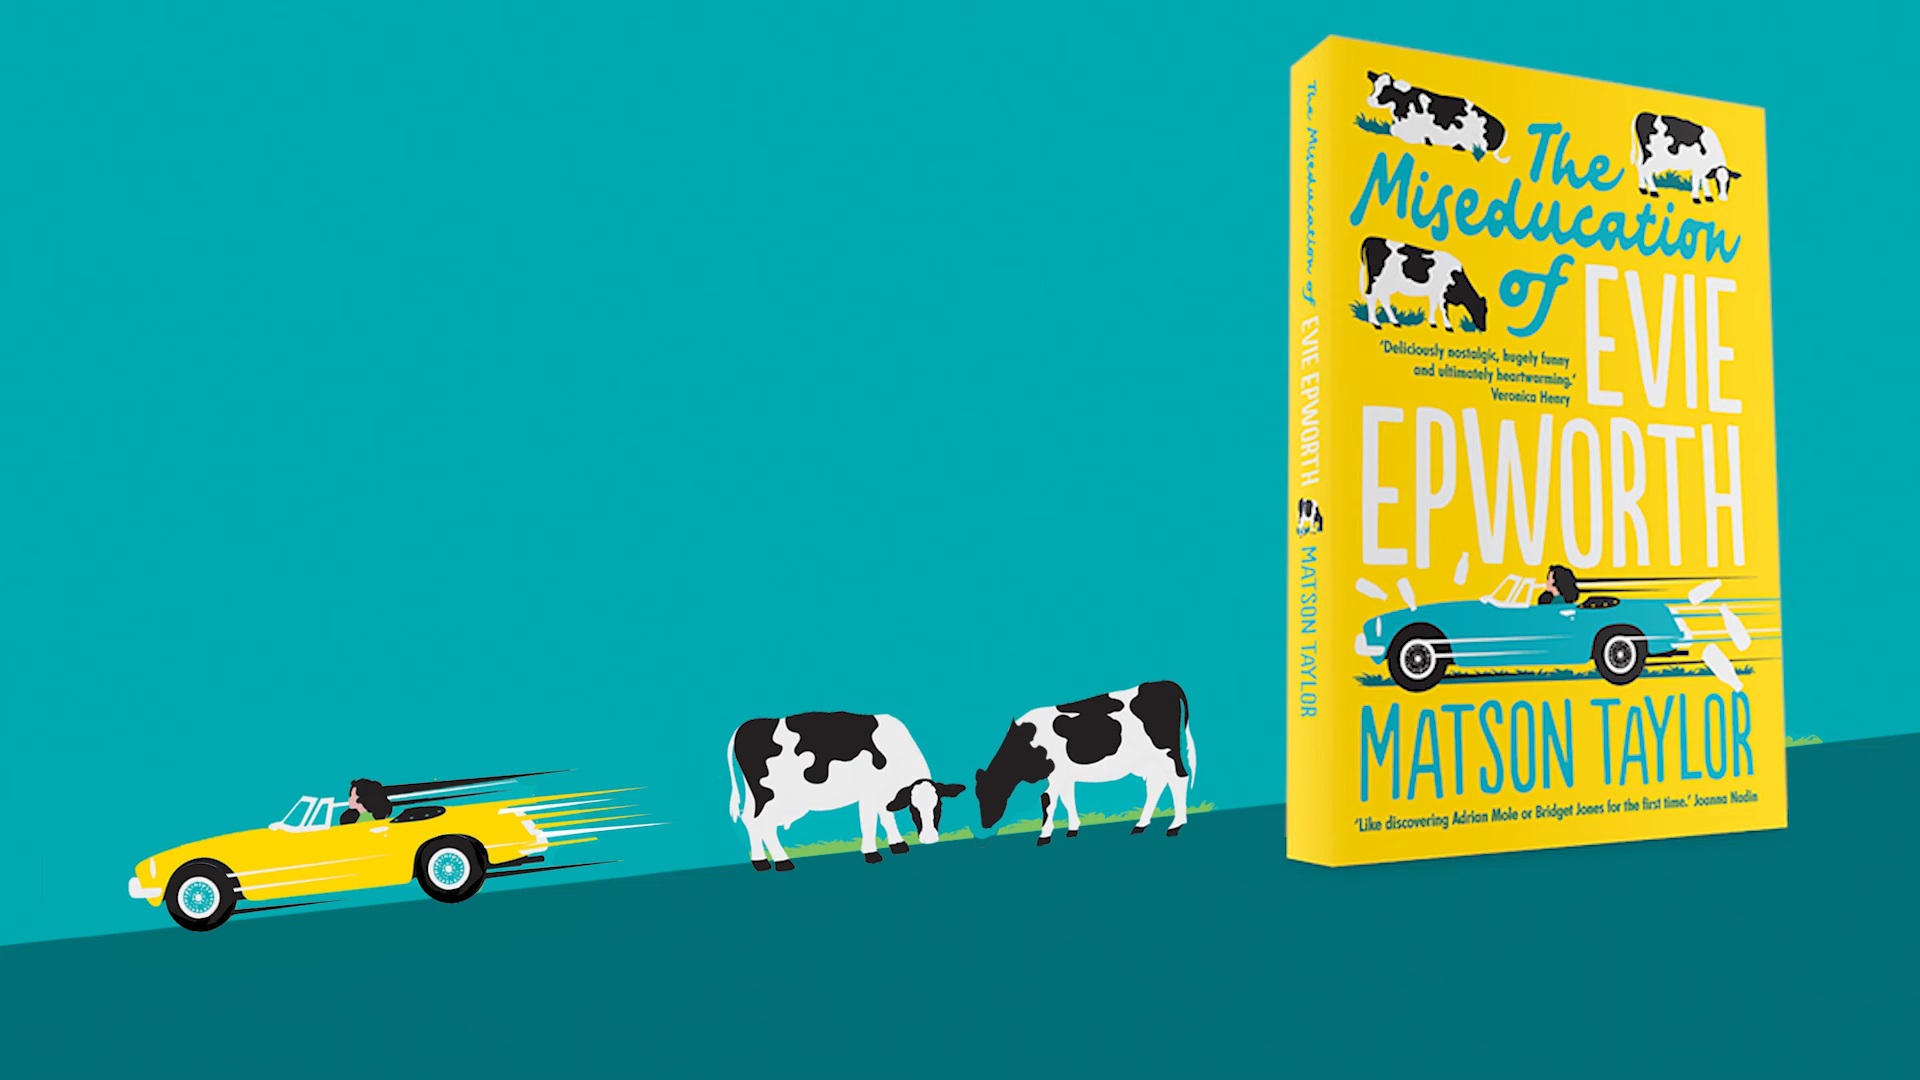 The Miseducation of EVIE EPWORTH MATSON TAYLOR
The
Miseducation
of
EVIE
'Deliciously nostalgic, hugely funny
and ultimately heartwarming.'
Veronica Henry
EPWORTH
MATSON TAYLOR
'Like discovering Adrian Mole or Bridget Jones for the first time.' Joanna Nadin